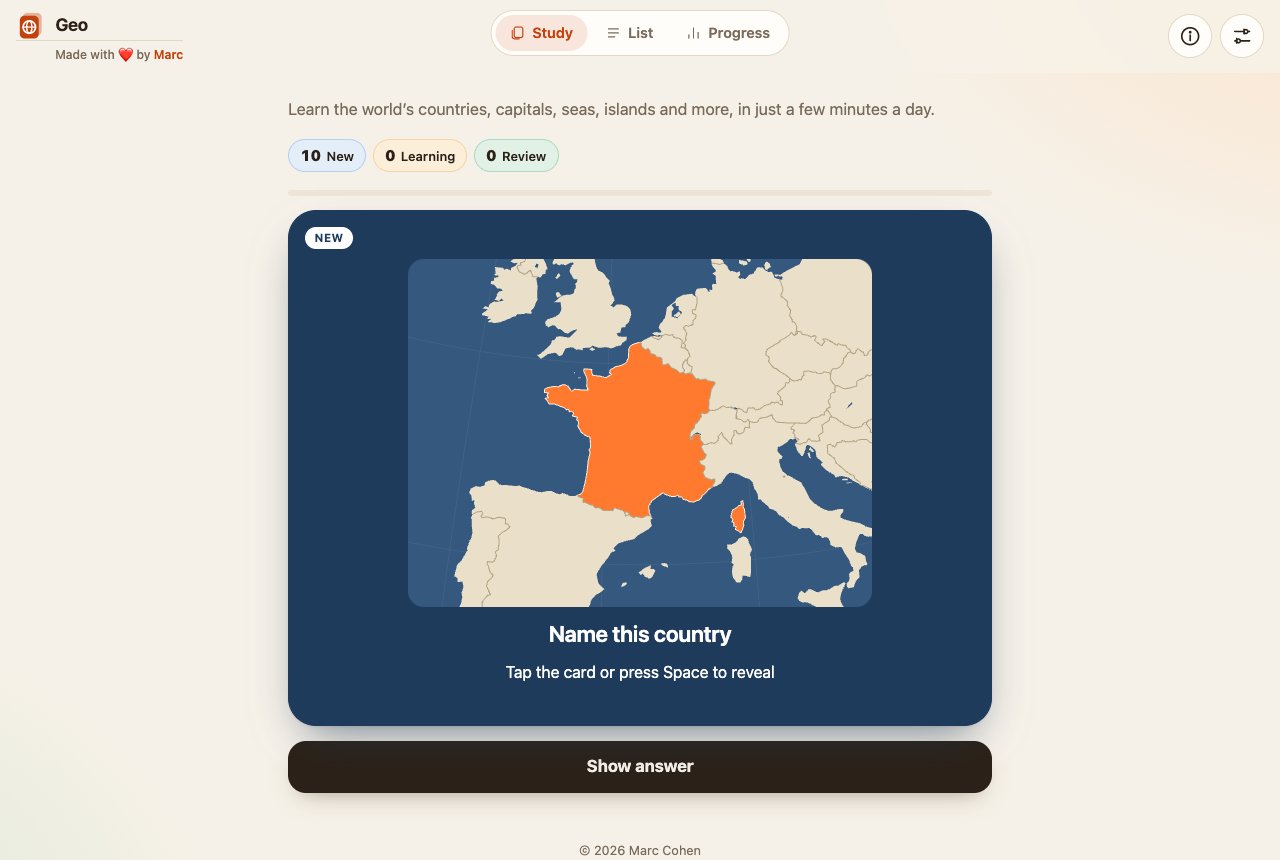 Geo
Made with ❤️ by Marc
Study
List
Progress
Learn the world’s countries, capitals, seas, islands and more, in just a few minutes a day.
10 New
0 Learning
0 Review
NEW
Name this country
Tap the card or press Space to reveal
Show answer
© 2026 Marc Cohen